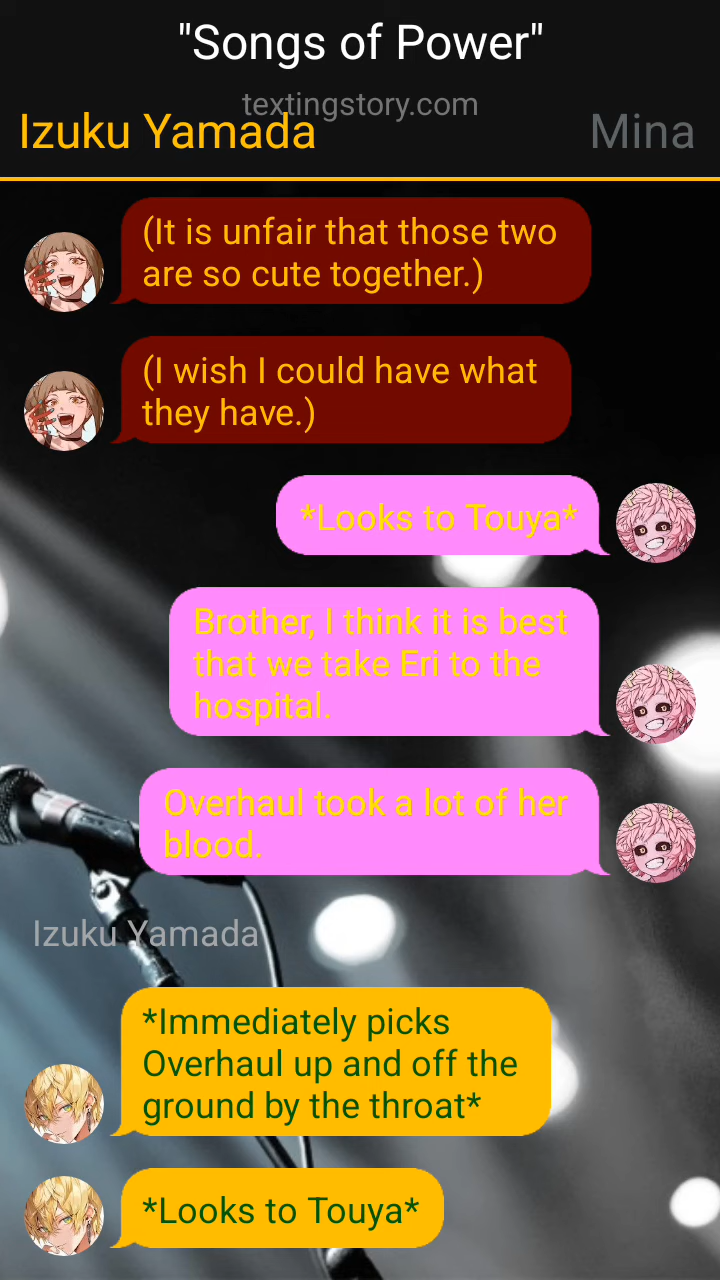 "Songs of Power"
textingstory.com
Izuku Yamada
Mina
(It is unfair that those two
are so cute together.)
(I wish I could have what
they have.)
*Looks to Touya*
Brother, I think it is best
that we take Eri to the
hospital.
Overhaul took a lot of her
blood.
Izuku Yamada
*Immediately picks
Overhaul up and off the
ground by the throat*
*Looks to Touya*